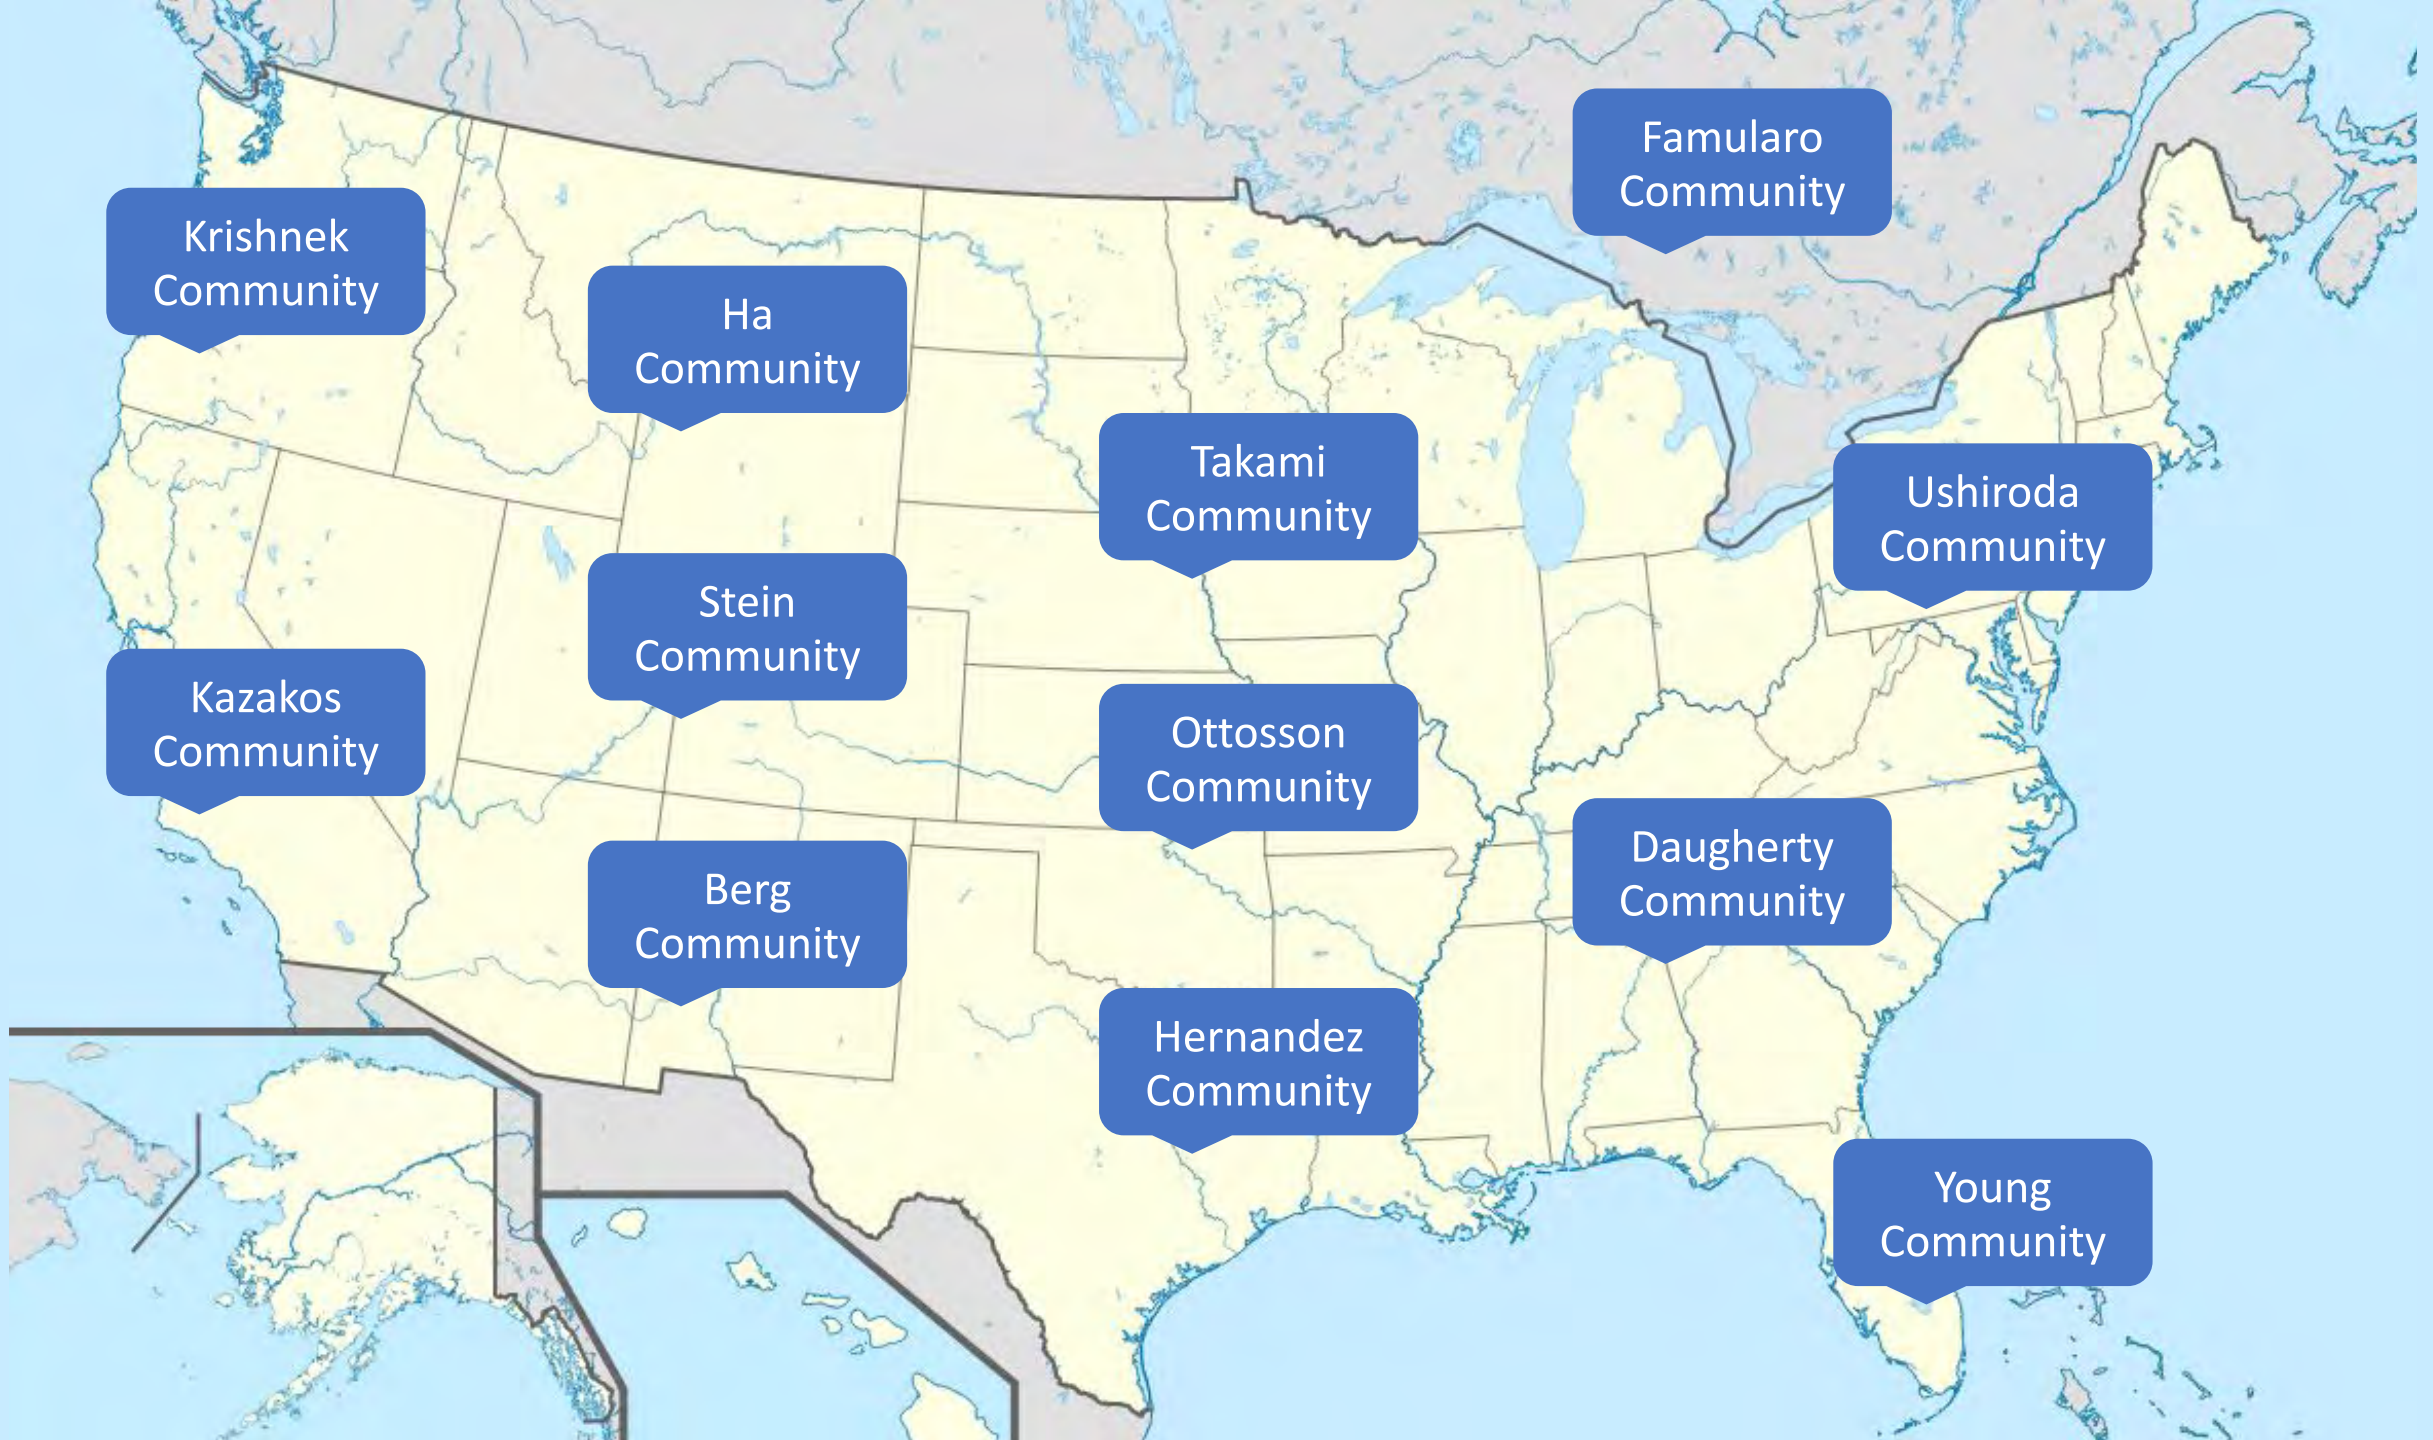 Famularo
Community
Krishnek
Community
Ha
Community
Takami
Community
Ushiroda
Community
Stein
Community
Kazakos
Community
Ottosson
Community
Daugherty
Community
Berg
Community
Hernandez
Community
Young
Community